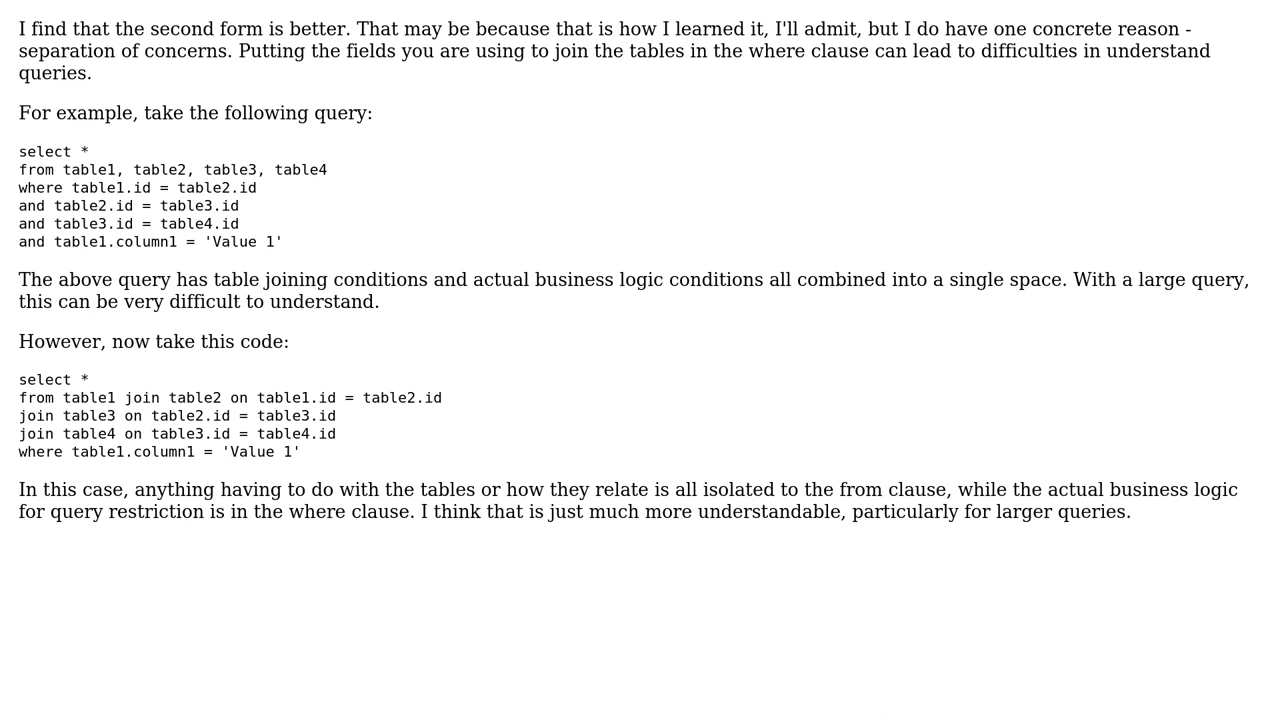 I find that the second form is better. That may be because that is how I learned it, I'll admit, but I do have one concrete reason -
separation of concerns. Putting the fields you are using to join the tables in the where clause can lead to difficulties in understand
queries.
For example, take the following query:
select *
from table1, table2, table3, table4
where table1.id = table2.id
and table2.id = table3.id
and table3.id = table4.id
and table1.column1 = 'Value 1'
The above query has table joining conditions and actual business logic conditions all combined into a single space. With a large query,
this can be very difficult to understand.
However, now take this code:
select *
from table1 join table2 on table1.id = table2.id
join table3 on table2.id = table3.id
join table4 on table3.id = table4.id
where table1.column1 = 'Value 1'
In this case, anything having to do with the tables or how they relate is all isolated to the from clause, while the actual business logic
for query restriction is in the where clause. I think that is just much more understandable, particularly for larger queries.